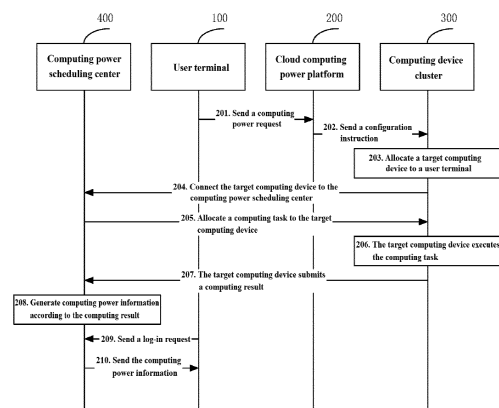 400
100
200
300
Computing power
scheduling center
User terminal
Cloud computing
power platform
Computing device
cluster
201. Send a computing
power request
202. Send a configuration
instruction
203. Allocate a target computing
device to a user terminal
204. Connect the target computing device to the
computing power scheduling center
205. Allocate a computing task to the target
computing device
206. The target computing device executes
the computing task
207. The target computing device submits
a computing result
208. Generate computing power information
according to the computing result
209. Send a log-in request
210. Send the computing
power information